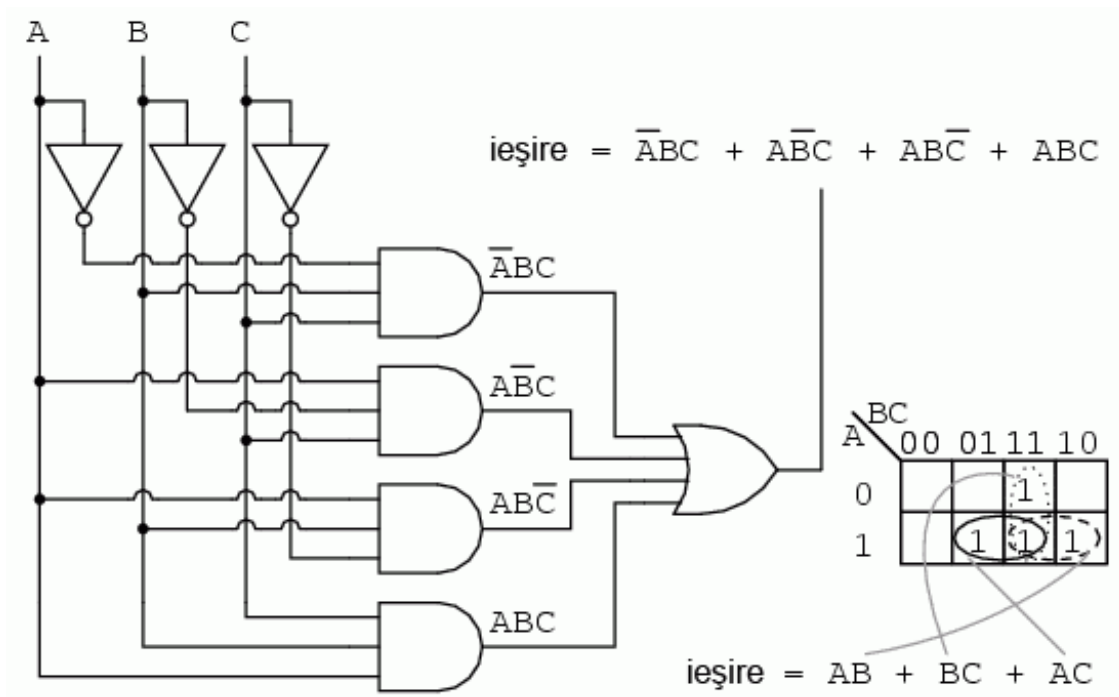 A B C
ieşire = A̅BC + AB̅C + ABC̅ + ABC
A̅BC
AB̅C
ABC̅
ABC
BC
A 00 01 11 10
0 1
1 1 1 1
ieşire = AB + BC + AC